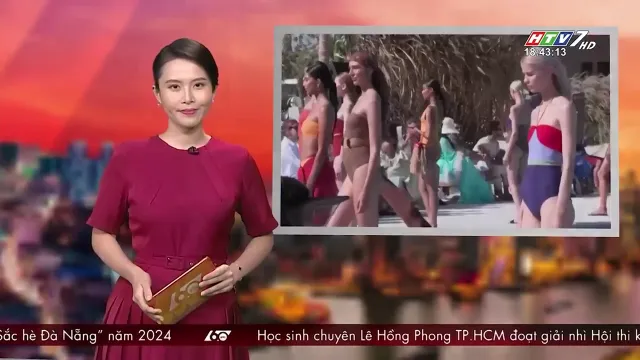 HTV7 HD
18:43:13
Sắc hè Đà Nẵng" năm 2024 60 Học sinh chuyên Lê Hồng Phong TP.HCM đoạt giải nhì Hội thi k